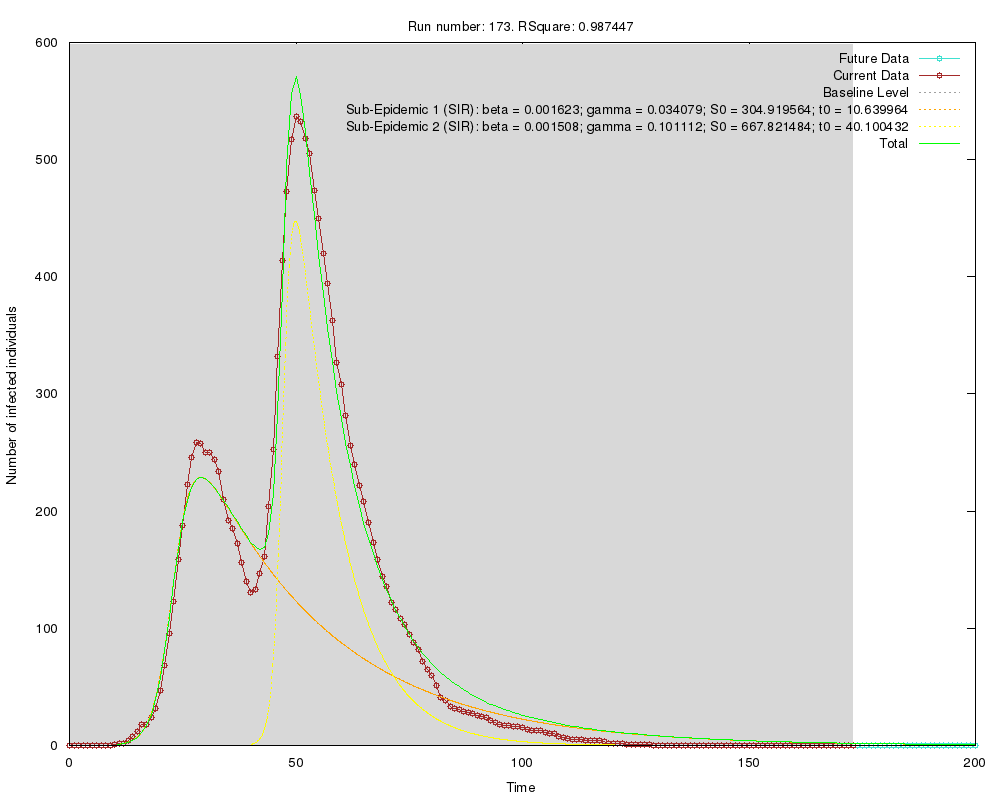 Run number: 173. RSquare: 0.987447
600
500
400
300
200
100
0
Number of infected individuals
Future Data
Current Data
Baseline Level
Sub-Epidemic 1 (SIR): beta = 0.001623; gamma = 0.034079; S0 = 304.919564; t0 = 10.639964
Sub-Epidemic 2 (SIR): beta = 0.001508; gamma = 0.101112; S0 = 667.821484; t0 = 40.100432
Total
0 50 100 150 200
Time